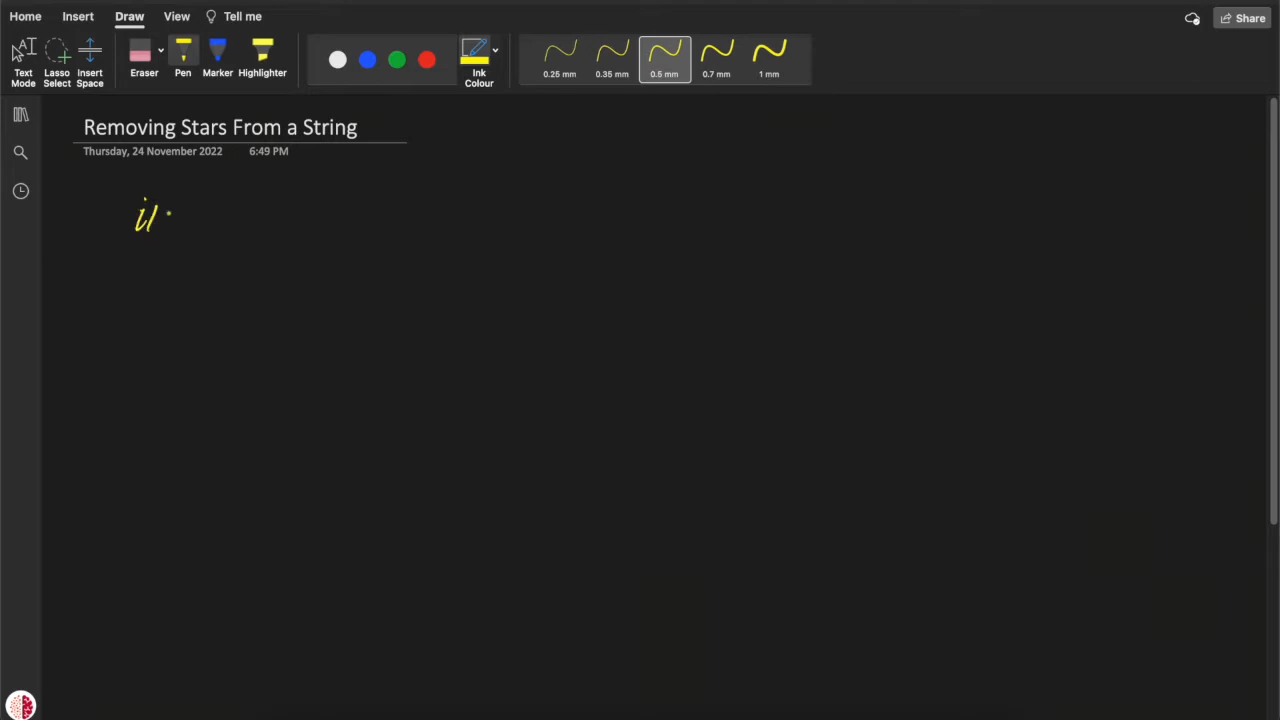 Home Insert Draw View Tell me Share
Text Mode Lasso Select Insert Space Eraser Pen Marker Highlighter Ink Colour 0.25 mm 0.35 mm 0.5 mm 0.7 mm 1 mm
Removing Stars From a String
Thursday, 24 November 2022 6:49 PM